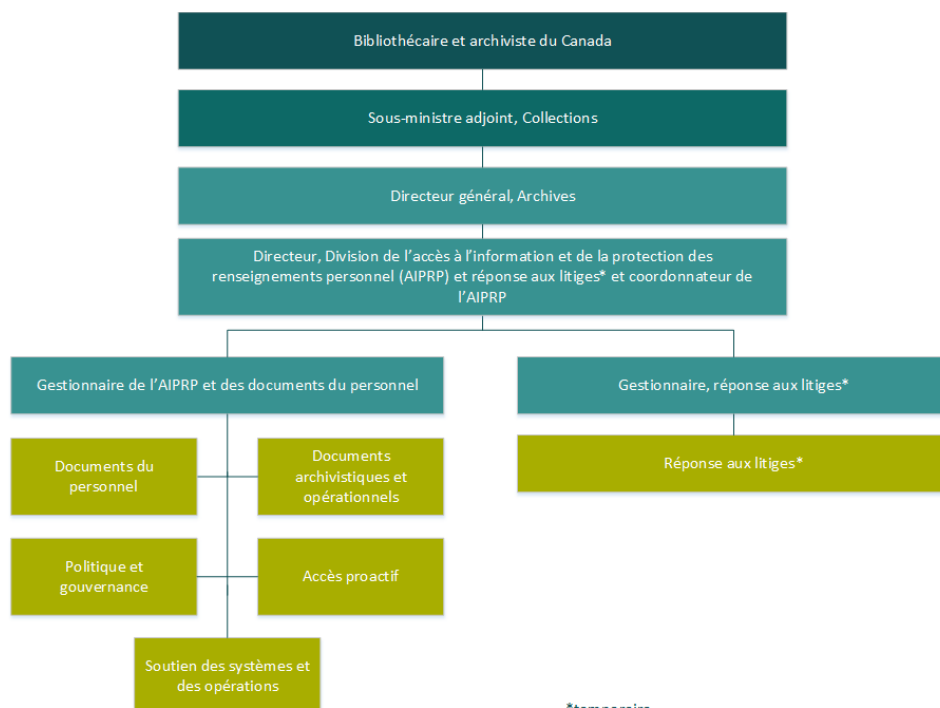 Bibliothécaire et archiviste du Canada
Sous-ministre adjoint, Collections
Directeur général, Archives
Directeur, Division de l'accès à l'information et de la protection des
renseignements personnel (AIPRP) et réponse aux litiges* et coordonnateur de
l'AIPRP
Gestionnaire de l'AIPRP et des documents du personnel
Gestionnaire, réponse aux litiges*
Documents du
personnel
Documents
archivistiques et
opérationnels
Réponse aux litiges*
Politique et
gouvernance
Accès proactif
Soutien des systèmes et
des opérations
*temporaire